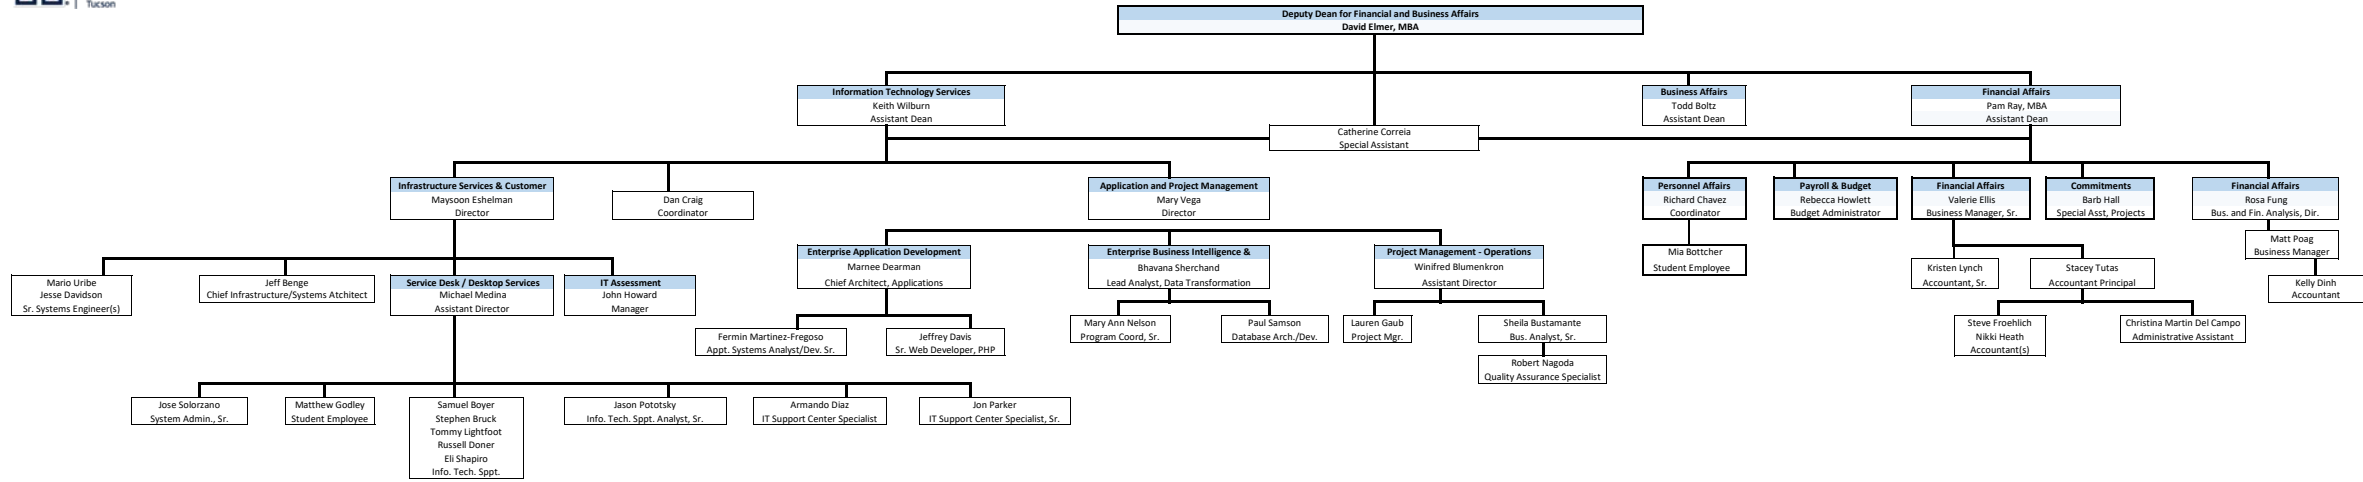 Tucson
Deputy Dean for Financial and Business Affairs
David Elmer, MBA
Information Technology Services
Keith Wilburn
Assistant Dean
Business Affairs
Todd Boltz
Assistant Dean
Financial Affairs
Pam Ray, MBA
Assistant Dean
Catherine Correia
Special Assistant
Infrastructure Services & Customer
Maysoon Eshelman
Director
Dan Craig
Coordinator
Application and Project Management
Mary Vega
Director
Personnel Affairs
Richard Chavez
Coordinator
Payroll & Budget
Rebecca Howlett
Budget Administrator
Financial Affairs
Valerie Ellis
Business Manager, Sr.
Commitments
Barb Hall
Special Asst, Projects
Financial Affairs
Rosa Fung
Bus. and Fin. Analysis, Dir.
Matt Poag
Business Manager
Enterprise Application Development
Marnee Dearman
Chief Architect, Applications
Enterprise Business Intelligence &
Bhavana Sherchand
Lead Analyst, Data Transformation
Project Management - Operations
Winifred Blumenkron
Assistant Director
Mia Bottcher
Student Employee
Kristen Lynch
Accountant, Sr.
Stacey Tutas
Accountant Principal
Kelly Dinh
Accountant
Mario Uribe
Jesse Davidson
Sr. Systems Engineer(s)
Jeff Benge
Chief Infrastructure/Systems Atchitect
Service Desk / Desktop Services
Michael Medina
Assistant Director
IT Assessment
John Howard
Manager
Fermin Martinez-Fregoso
Appt. Systems Analyst/Dev. Sr.
Jeffrey Davis
Sr. Web Developer, PHP
Mary Ann Nelson
Program Coord, Sr.
Paul Samson
Database Arch./Dev.
Lauren Gaub
Project Mgr.
Sheila Bustamante
Bus. Analyst, Sr.
Robert Nagoda
Quality Assurance Specialist
Steve Froehlich
Nikki Heath
Accountant(s)
Christina Martin Del Campo
Administrative Assistant
Jose Solorzano
System Admin., Sr.
Matthew Godley
Student Employee
Samuel Boyer
Stephen Bruck
Tommy Lightfoot
Russell Doner
Eli Shapiro
Info. Tech. Sppt.
Jason Pototsky
Info. Tech. Sppt. Analyst, Sr.
Armando Diaz
IT Support Center Specialist
Jon Parker
IT Support Center Specialist, Sr.